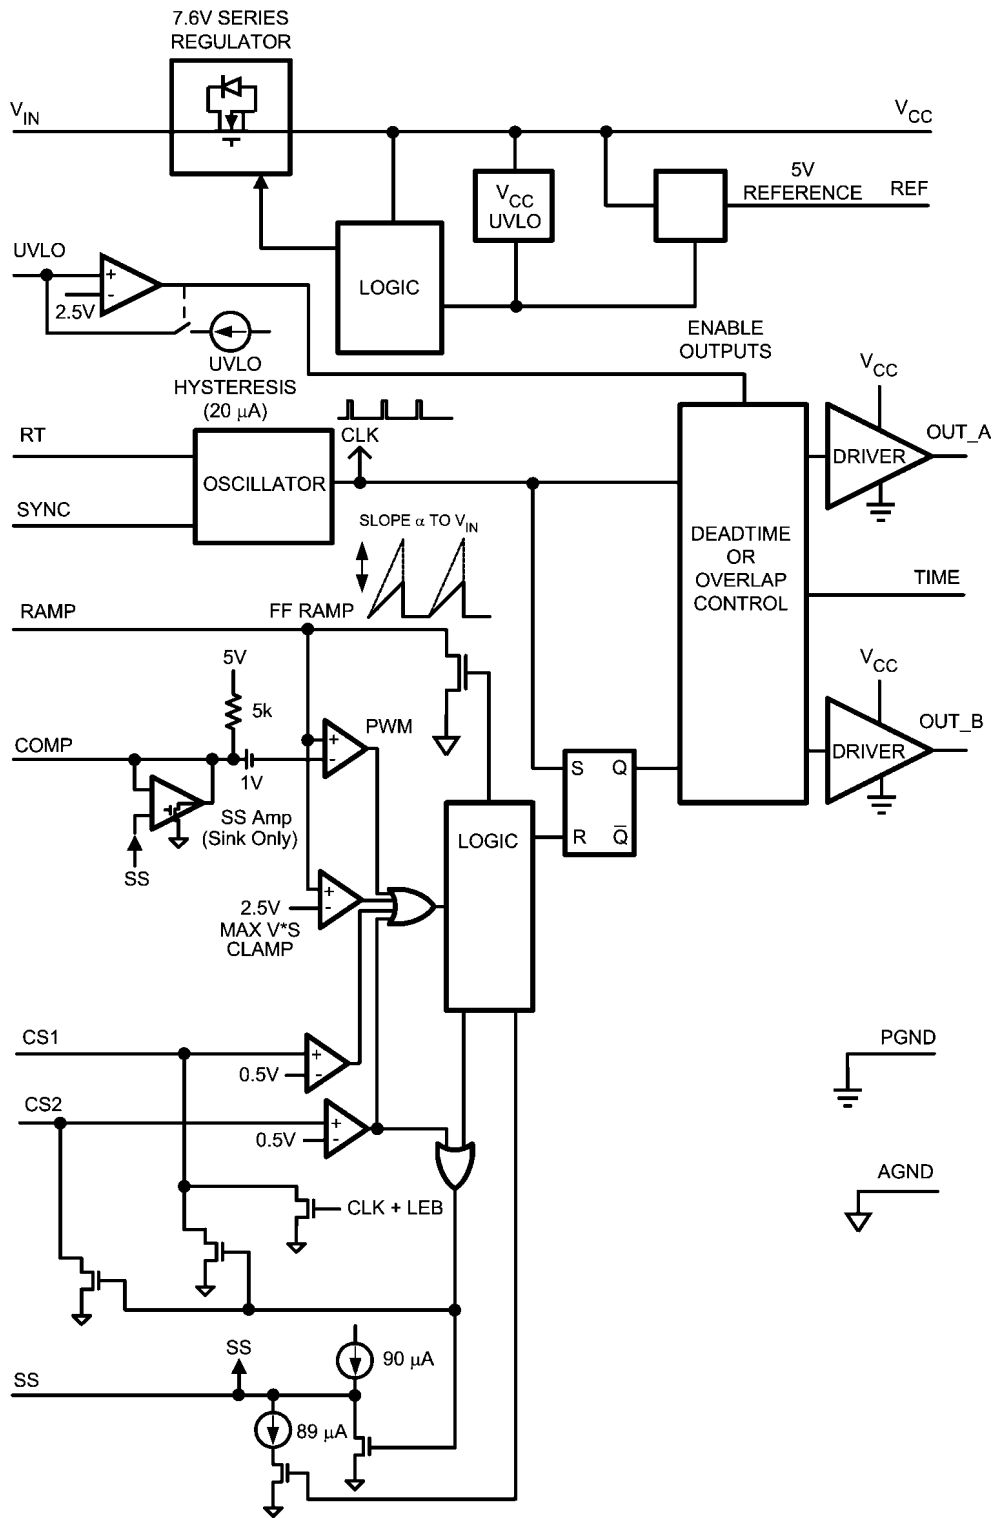 7.6V SERIES
REGULATOR
VIN
VCC
5V
REFERENCE
REF
VCC
UVLO
UVLO
+
-
2.5V
LOGIC
UVLO
HYSTERESIS
(20 μA)
ENABLE
OUTPUTS
VCC
OUT_A
DRIVER
RT
CLK
OSCILLATOR
SYNC
SLOPE α TO VIN
DEADTIME
OR
OVERLAP
CONTROL
TIME
RAMP
FF RAMP
5V
5k
PWM
VCC
OUT_B
DRIVER
COMP
+
-
1V
SS Amp
(Sink Only)
SS
S
Q
R
Q̅
LOGIC
+
-
2.5V
MAX V*S
CLAMP
CS1
+
-
0.5V
PGND
CS2
+
-
0.5V
AGND
CLK + LEB
SS
90 μA
SS
89 μA